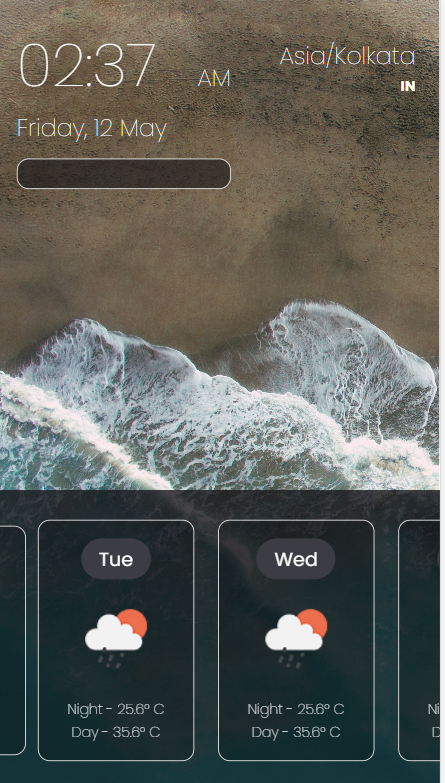 02:37 AM
Asia/Kolkata
IN
Friday, 12 May
Tue
Night - 25.6° C
Day - 35.6° C
Wed
Night - 25.6° C
Day - 35.6° C